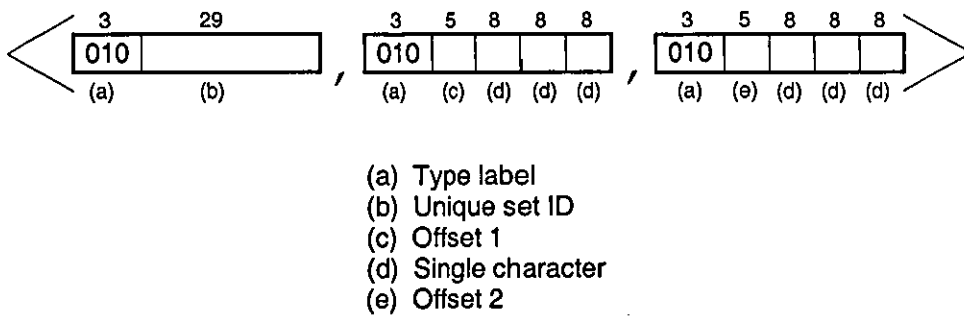 3 29 3 5 8 8 8 3 5 8 8 8
010 , 010 , 010
(a) (b) (a) (c) (d) (d) (d) (a) (e) (d) (d) (d)
(a) Type label
(b) Unique set ID
(c) Offset 1
(d) Single character
(e) Offset 2